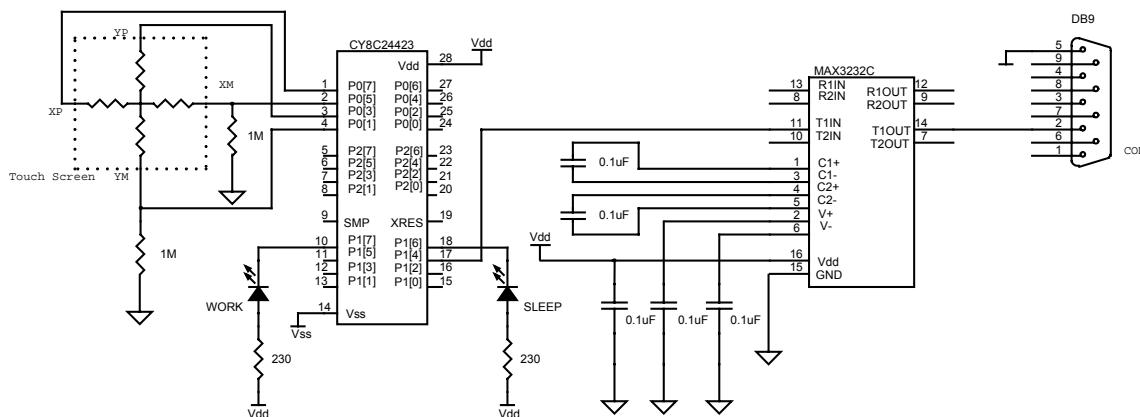 DB9
YP
CY8C24423
Vdd
5
9
4
8
3
7
2
6
1
Vdd
28
MAX3232C
XM
1
2
3
4
P0[7]
P0[5]
P0[3]
P0[1]
P0[6]
P0[4]
P0[2]
P0[0]
27
26
25
24
13
8
R1IN
R2IN
R1OUT
R2OUT
12
9
XP
1M
11
10
T1IN
T2IN
T1OUT
T2OUT
14
7
5
6
7
8
P2[7]
P2[5]
P2[3]
P2[1]
P2[6]
P2[4]
P2[2]
P2[0]
23
22
21
20
Touch Screen
YM
0.1uF
0.1uF
1
3
4
5
2
6
C1+
C1-
C2+
C2-
V+
V-
9
SMP
XRES
19
Vdd
1M
10
11
12
13
P1[7]
P1[5]
P1[3]
P1[1]
P1[6]
P1[4]
P1[2]
P1[0]
18
17
16
15
16
15
Vdd
GND
WORK
14
Vss
Vss
SLEEP
0.1uF
0.1uF
0.1uF
230
230
Vdd
Vdd